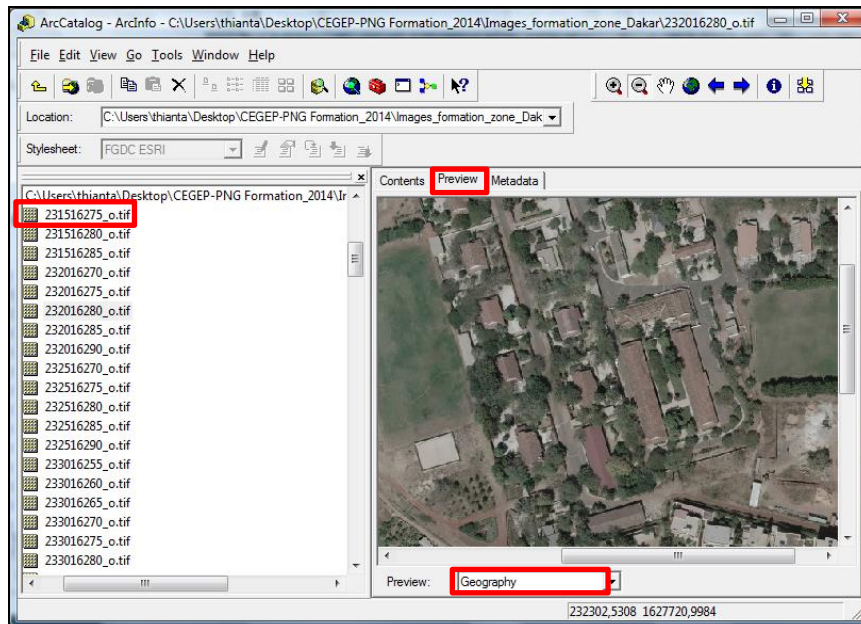 ArcCatalog - ArcInfo - C:\Users\thianta\Desktop\CEGEP-PNG Formation_2014\Images_formation_zone_Dakar\232016280_o.tif
File Edit View Go Tools Window Help
Location: C:\Users\thianta\Desktop\CEGEP-PNG Formation_2014\Images_formation_zone_Dak
Stylesheet: FGDC ESRI
C:\Users\thianta\Desktop\CEGEP-PNG Formation_2014\Ir
231516275_o.tif
231516280_o.tif
231516285_o.tif
232016270_o.tif
232016275_o.tif
232016280_o.tif
232016285_o.tif
232016290_o.tif
232516270_o.tif
232516275_o.tif
232516280_o.tif
232516285_o.tif
232516290_o.tif
233016255_o.tif
233016260_o.tif
233016265_o.tif
233016270_o.tif
233016275_o.tif
233016280_o.tif
Contents Preview Metadata
Preview: Geography
232302,5308 1627720,9984